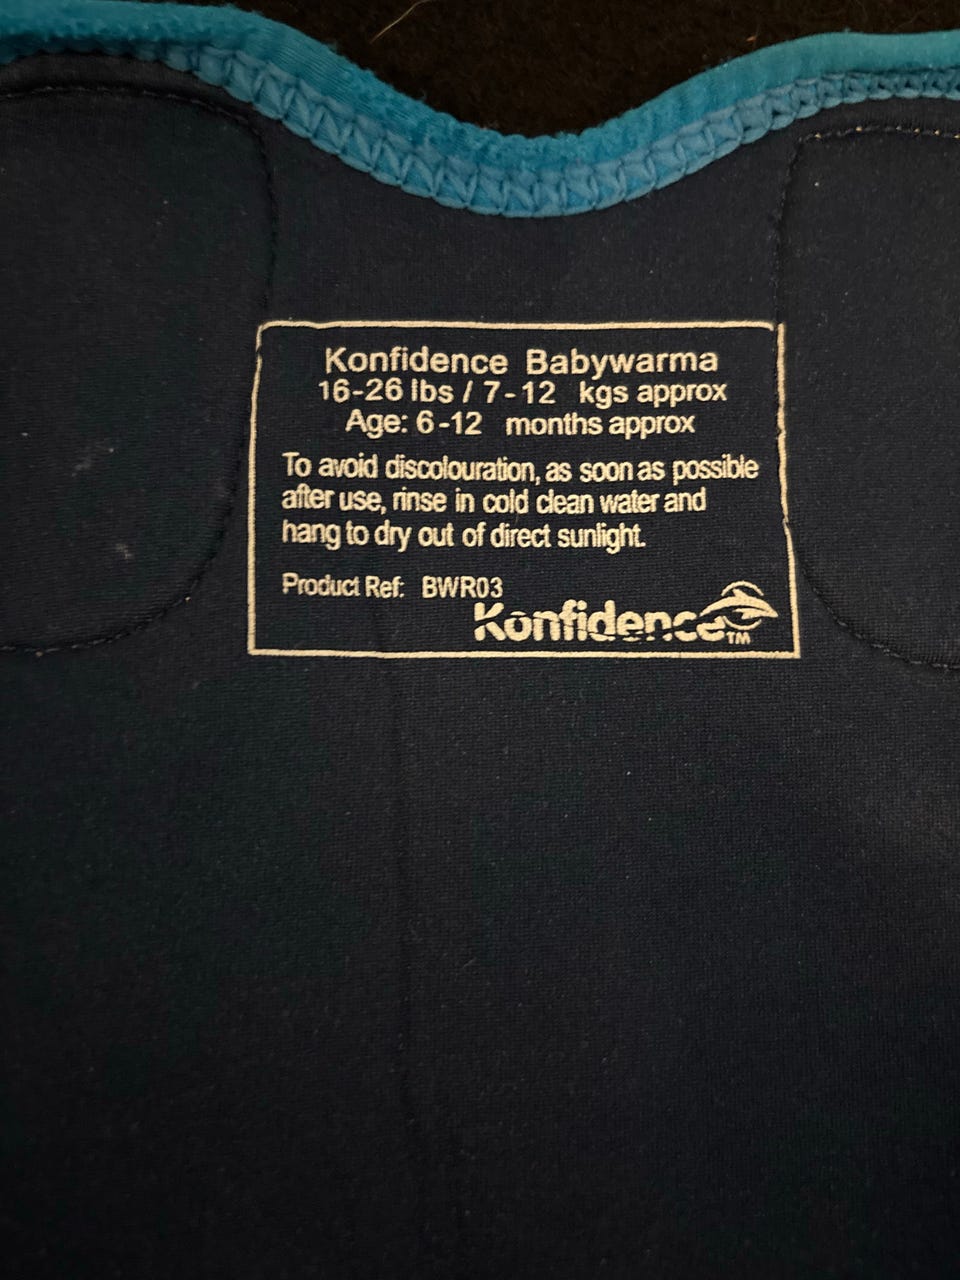 Konfidence Babywarma
16-26 lbs / 7-12 kgs approx
Age: 6-12 months approx
To avoid discolouration, as soon as possible
after use, rinse in cold clean water and
hang to dry out of direct sunlight.
Product Ref: BWR03
Konfidence TM